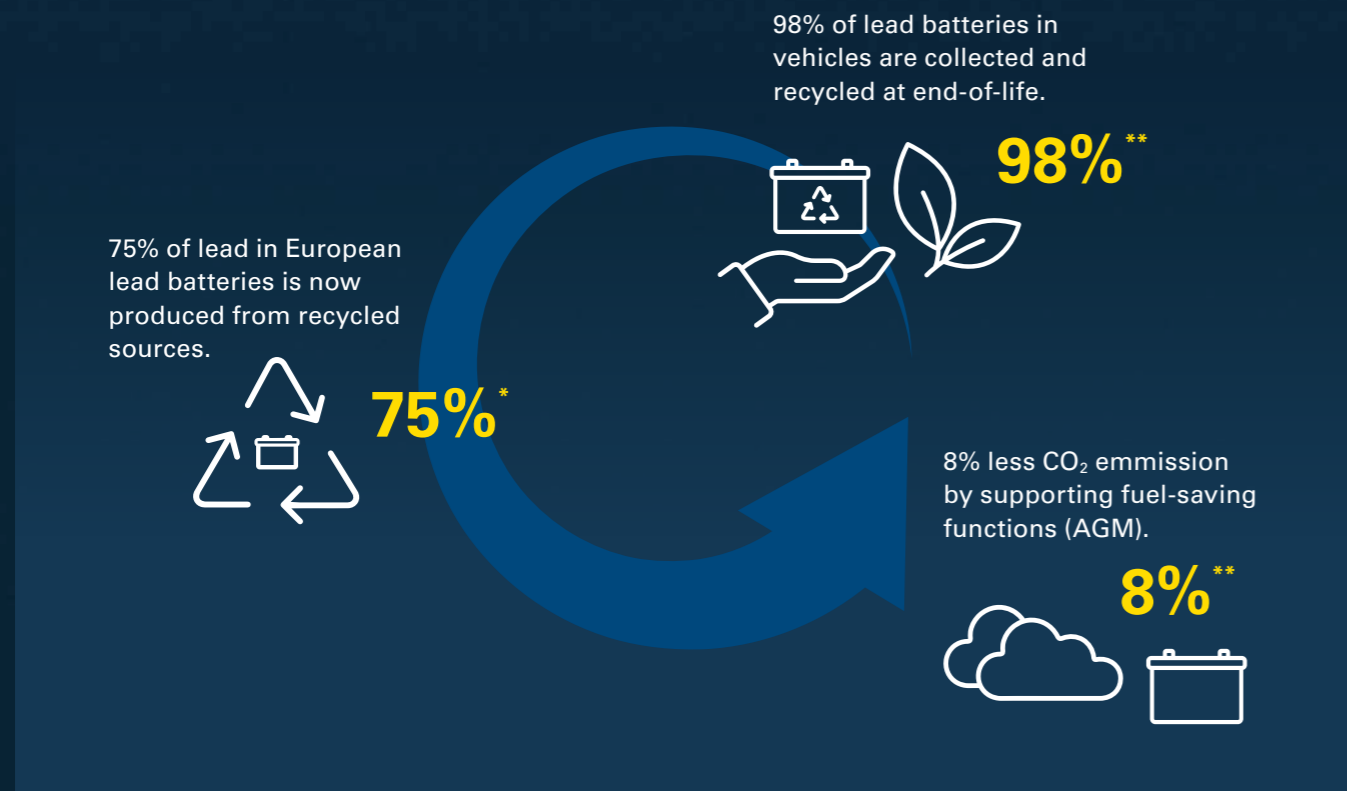 98% of lead batteries in
vehicles are collected and
recycled at end-of-life.
98%**
75% of lead in European
lead batteries is now
produced from recycled
sources.
75%*
8% less CO₂ emmission
by supporting fuel-saving
functions (AGM).
8%**